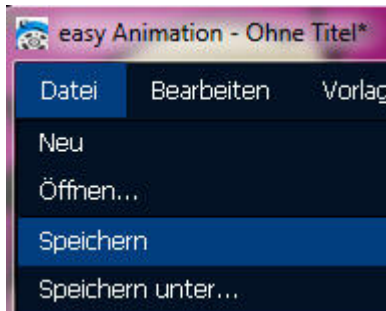 easy Animation - Ohne Titel*
Datei Bearbeiten
Neu
Öffnen...
Speichern
Speichern unter...